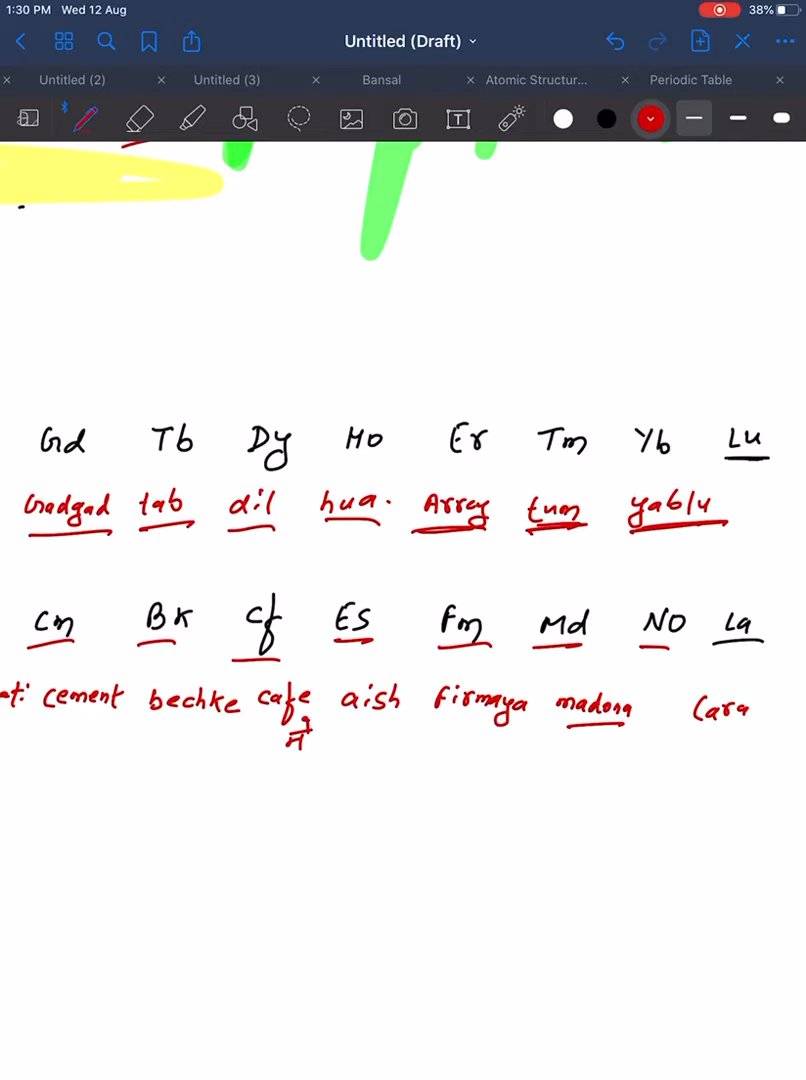 1:30 PM Wed 12 Aug 38%
Untitled (Draft)
Untitled (2) Untitled (3) Bansal Atomic Structur... Periodic Table
T
Gd Tb Dy Ho Er Tm Yb Lu
Gadgad tab dil hua. Array tum yablu
Cm Bk Cf ES Fm Md NO La
at: cement bechke cafe aish firmaya madona Lara
में